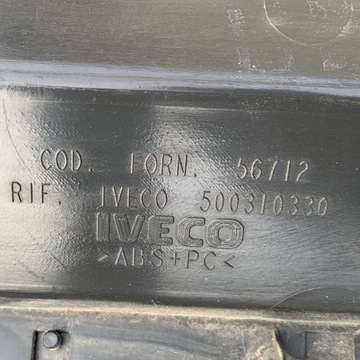 COD. FORN. 56712
RIF. IVECO 500310330
IVECO
>ABS+PC<